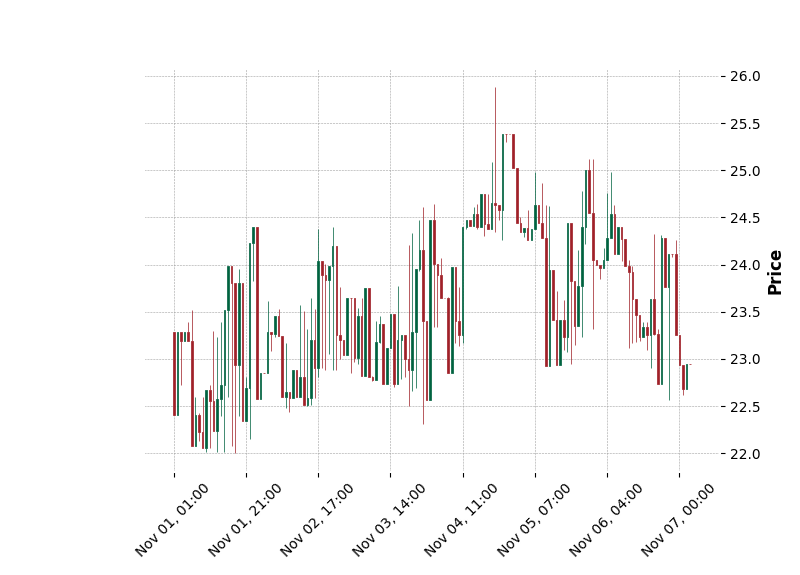 26.0
25.5
25.0
24.5
24.0
23.5
23.0
22.5
22.0
Price
Nov 01, 01:00
Nov 01, 21:00
Nov 02, 17:00
Nov 03, 14:00
Nov 04, 11:00
Nov 05, 07:00
Nov 06, 04:00
Nov 07, 00:00